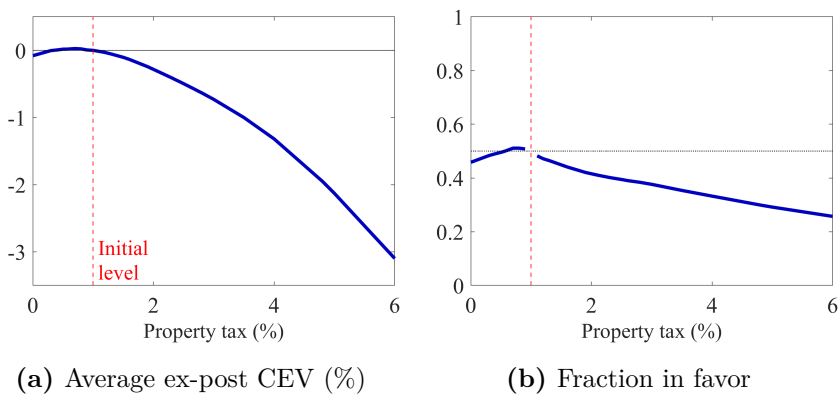 0
-1
-2
-3
Initial
level
0 2 4 6
Property tax (%)
(a) Average ex-post CEV (%)
1
0.8
0.6
0.4
0.2
0
0 2 4 6
Property tax (%)
(b) Fraction in favor